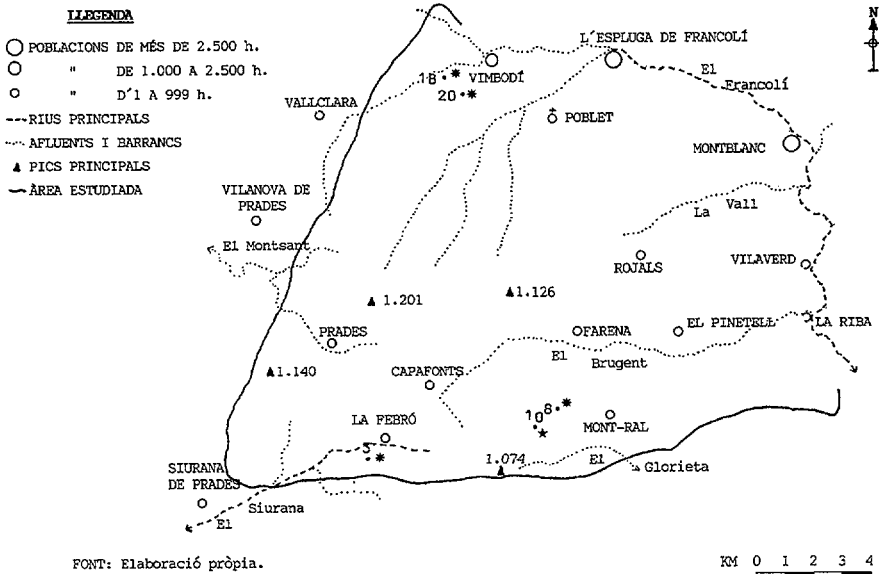 LLEGENDA
POBLACIONS DE MÉS DE 2.500 h.
" DE 1.000 A 2.500 h.
" D'1 A 999 h.
RIUS PRINCIPALS
AFLUENTS I BARRANCS
PICS PRINCIPALS
ÀREA ESTUDIADA
N
L'ESPLUGA DE FRANCOLÍ
El Francolí
18
VIMBODÍ
20
VALLCLARA
POBLET
MONTBLANC
VILANOVA DE
PRADES
La Vall
El Montsant
ROJALS
VILAVERD
1.201
1.126
PRADES
FARENA
EL PINETELL
LA RIBA
El Brugent
1.140
CAPAFONTS
10
8
MONT-RAL
LA FEBRÓ
5
1.074
El Glorieta
SIURANA
DE PRADES
El Siurana
FONT: Elaboració pròpia.
KM 0 1 2 3 4